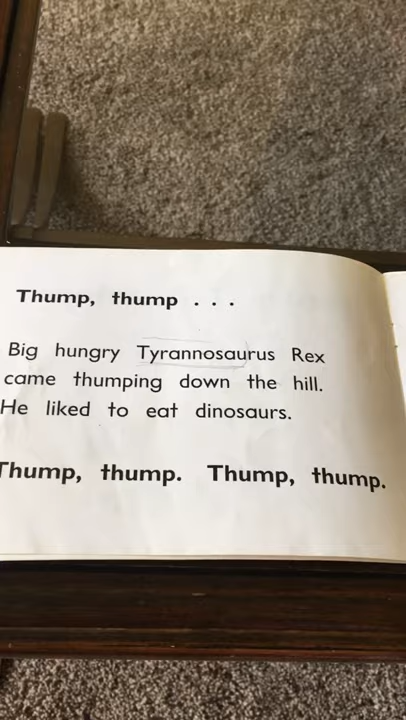 Thump, thump . . .
Big hungry Tyrannosaurus Rex
came thumping down the hill.
He liked to eat dinosaurs.
Thump, thump. Thump, thump.